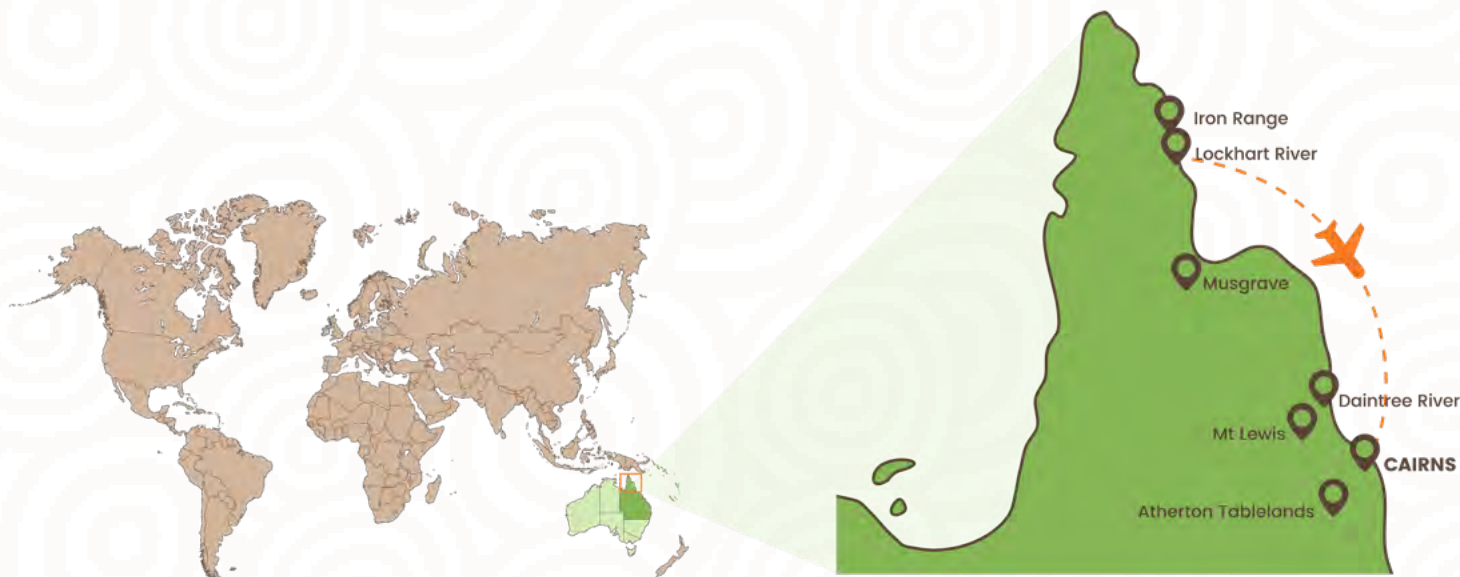 Iron Range
Lockhart River
Musgrave
Daintree River
Mt Lewis
CAIRNS
Atherton Tablelands